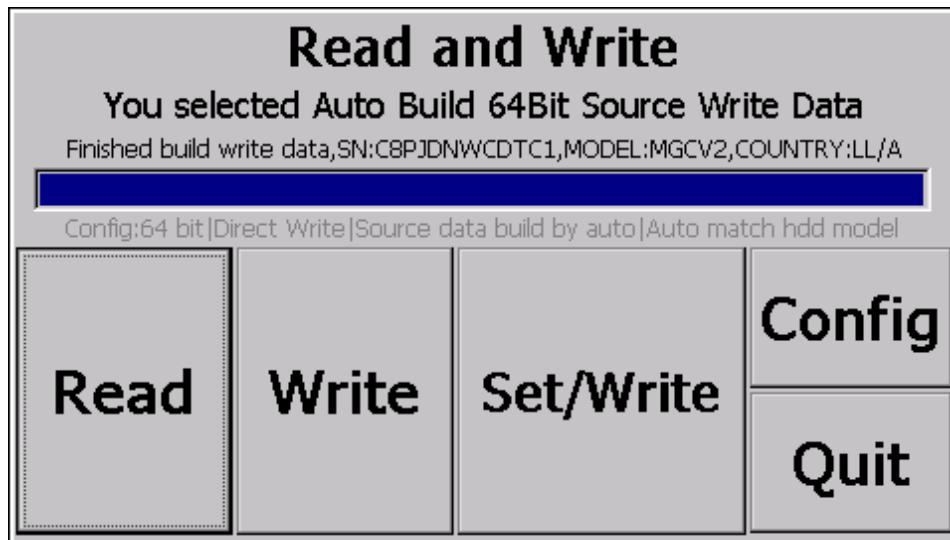 Read and Write
You selected Auto Build 64Bit Source Write Data
Finished build write data,SN:C8PJDNWCDTC1,MODEL:MGCV2,COUNTRY:LL/A
Config:64 bit|Direct Write|Source data build by auto|Auto match hdd model
Read
Write
Set/Write
Config
Quit